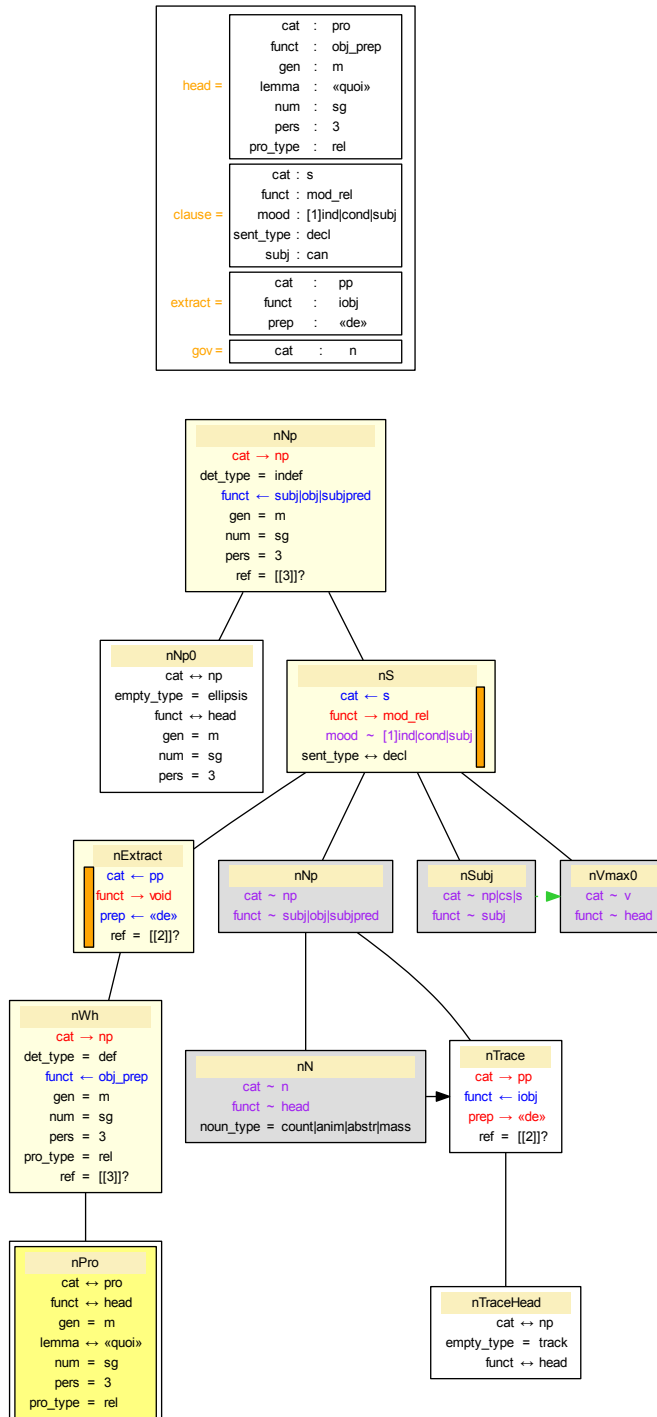 head =
cat : pro
funct : obj_prep
gen : m
lemma : «quoi»
num : sg
pers : 3
pro_type : rel
clause =
cat : s
funct : mod_rel
mood : [1]ind|cond|subj
sent_type : decl
subj : can
extract =
cat : pp
funct : iobj
prep : «de»
gov =
cat : n
nNp
cat → np
det_type = indef
funct ← subj|obj|subjpred
gen = m
num = sg
pers = 3
ref = [[3]]?
nNp0
cat ↔ np
empty_type = ellipsis
funct ↔ head
gen = m
num = sg
pers = 3
nS
cat ← s
funct → mod_rel
mood ~ [1]ind|cond|subj
sent_type ↔ decl
nExtract
cat ← pp
funct → void
prep ← «de»
ref = [[2]]?
nNp
cat ~ np
funct ~ subj|obj|subjpred
nSubj
cat ~ np|cs|s
funct ~ subj
nVmax0
cat ~ v
funct ~ head
nWh
cat → np
det_type = def
funct ← obj_prep
gen = m
num = sg
pers = 3
pro_type = rel
ref = [[3]]?
nN
cat ~ n
funct ~ head
noun_type = count|anim|abstr|mass
nTrace
cat → pp
funct ← iobj
prep → «de»
ref = [[2]]?
nPro
cat ↔ pro
funct ↔ head
gen = m
lemma ↔ «quoi»
num = sg
pers = 3
pro_type = rel
nTraceHead
cat ↔ np
empty_type = track
funct ↔ head